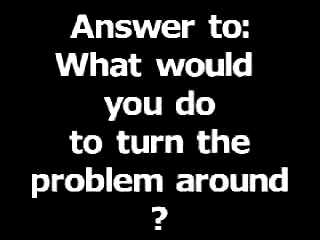 Answer to:
What would
you do
to turn the
problem around
?